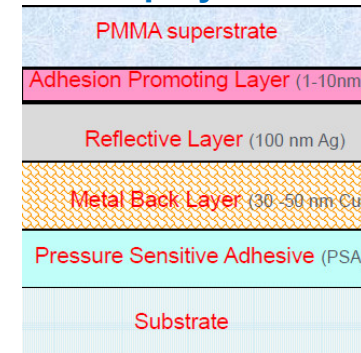 PMMA superstrate
Adhesion Promoting Layer (1-10nm
Reflective Layer (100 nm Ag)
Metal Back Layer (30 -50 nm Cu
Pressure Sensitive Adhesive (PSA
Substrate